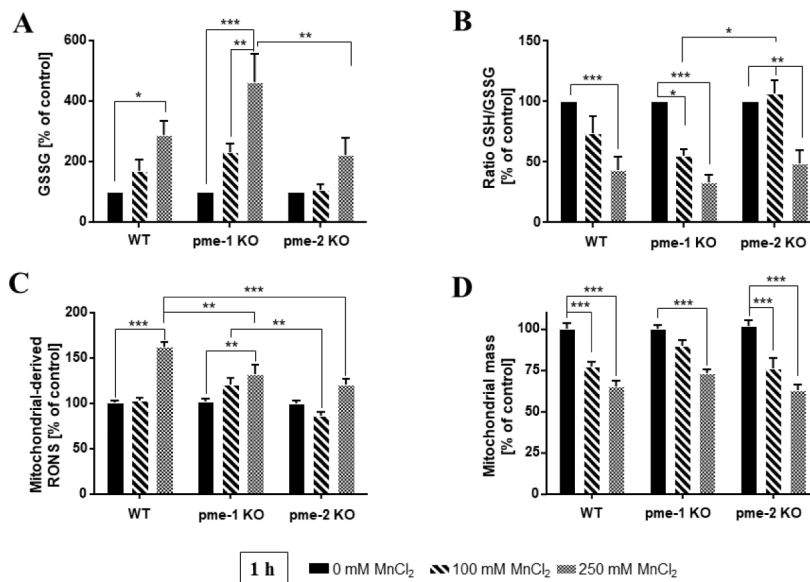 A
GSSG [% of control]
600
400
200
0
***
**
**
*
WT
pme-1 KO
pme-2 KO
B
Ratio GSH/GSSG
[% of control]
150
100
50
0
*
***
***
*
**
WT
pme-1 KO
pme-2 KO
C
Mitochondrial-derived
RONS [% of control]
200
150
100
50
0
***
**
***
**
**
WT
pme-1 KO
pme-2 KO
D
Mitochondrial mass
[% of control]
125
100
75
50
25
0
***
***
***
***
***
WT
pme-1 KO
pme-2 KO
1 h
0 mM MnCl₂
100 mM MnCl₂
250 mM MnCl₂